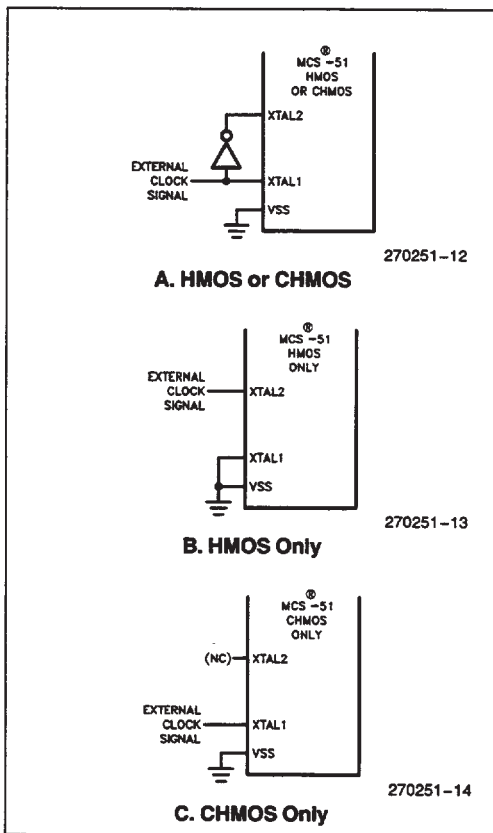 ®
MCS -51
HMOS
OR CHMOS
XTAL2
EXTERNAL
CLOCK
SIGNAL
XTAL1
VSS
270251-12
A. HMOS or CHMOS
®
MCS -51
HMOS
ONLY
EXTERNAL
CLOCK
SIGNAL
XTAL2
XTAL1
VSS
270251-13
B. HMOS Only
®
MCS -51
CHMOS
ONLY
(NC)
XTAL2
EXTERNAL
CLOCK
SIGNAL
XTAL1
VSS
270251-14
C. CHMOS Only